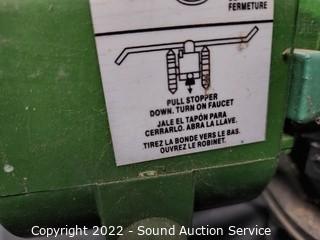 FERMETURE
PULL STOPPER
DOWN. TURN ON FAUCET
JALE EL TAPÓN PARA
CERRARLO. ABRA LA LLAVE.
TIREZ LA BONDE VERS LE BAS.
OUVREZ LE ROBINET.
Copyright 2022 - Sound Auction Service